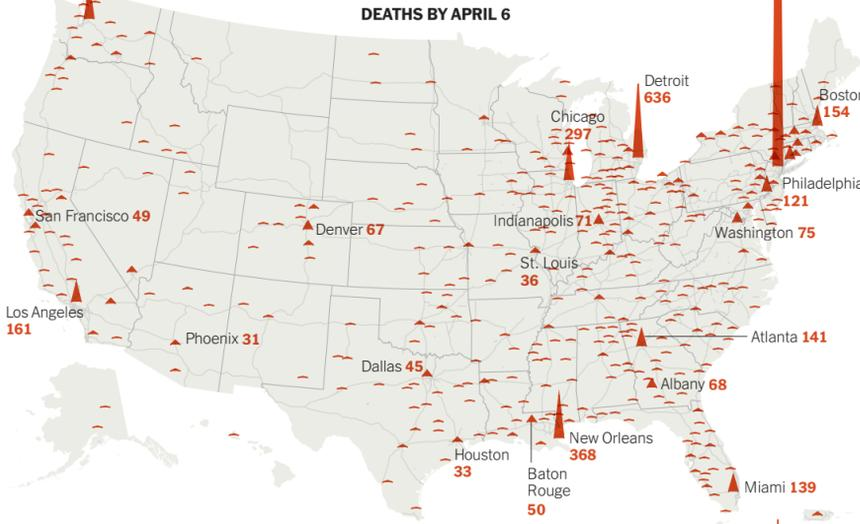 DEATHS BY APRIL 6
Detroit
636
Boston
154
Chicago
297
Philadelphia
121
San Francisco 49
Denver 67
Indianapolis 71
Washington 75
St. Louis
36
Los Angeles
161
Phoenix 31
Atlanta 141
Dallas 45
Albany 68
New Orleans
368
Houston
33
Baton
Rouge
50
Miami 139